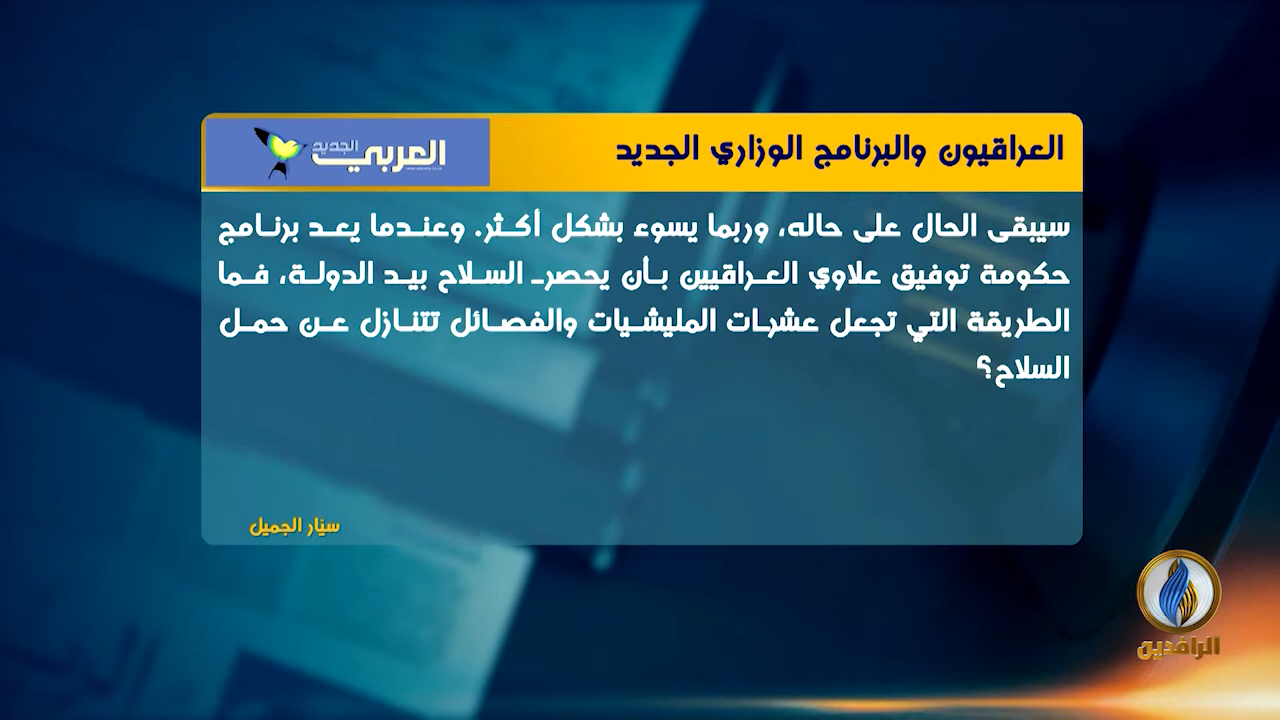 العراقيون والبرنامج الوزاري الجديد
العربي الجديد
سيبقى الحال على حاله، وربما يسوء بشكل أكثر. وعندما يعد برنامج
حكومة توفيق علاوي العراقيين بأن يحصر السلاح بيد الدولة، فما
الطريقة التي تجعل عشرات المليشيات والفصائل تتنازل عن حمل
السلاح؟
سيّار الجميل
الرافدين